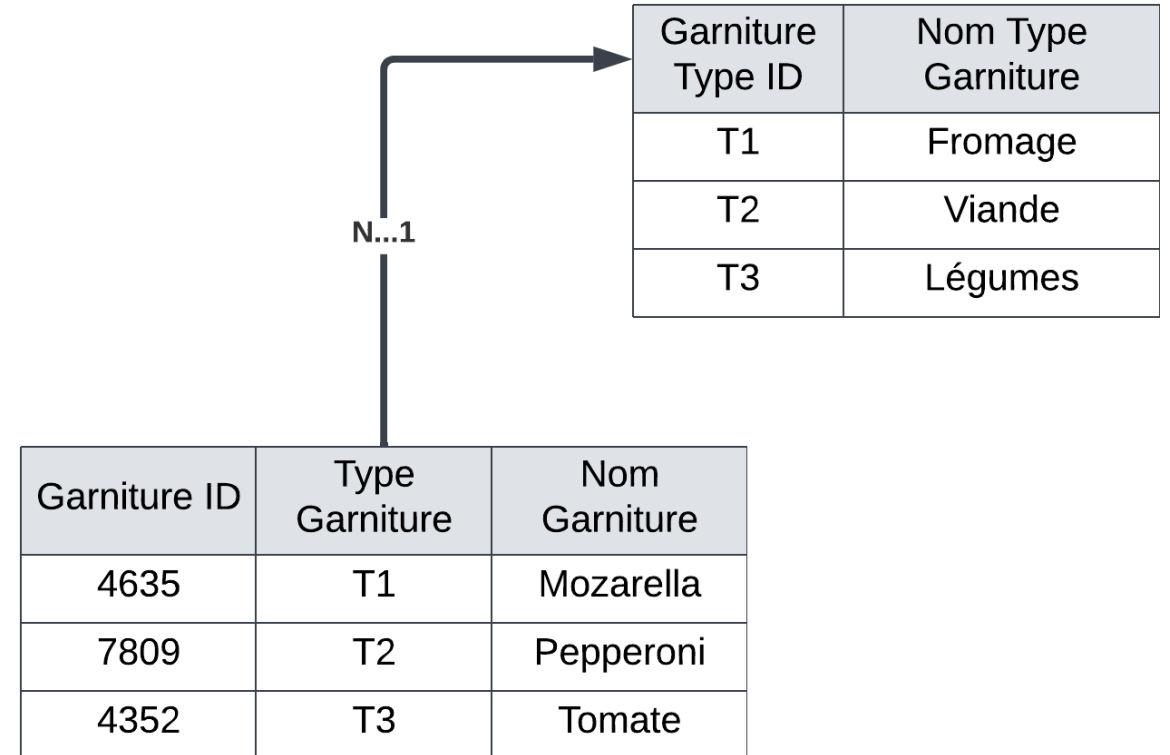 Garniture Type ID Nom Type Garniture
T1 Fromage
T2 Viande
T3 Légumes
N...1
Garniture ID Type Garniture Nom Garniture
4635 T1 Mozarella
7809 T2 Pepperoni
4352 T3 Tomate